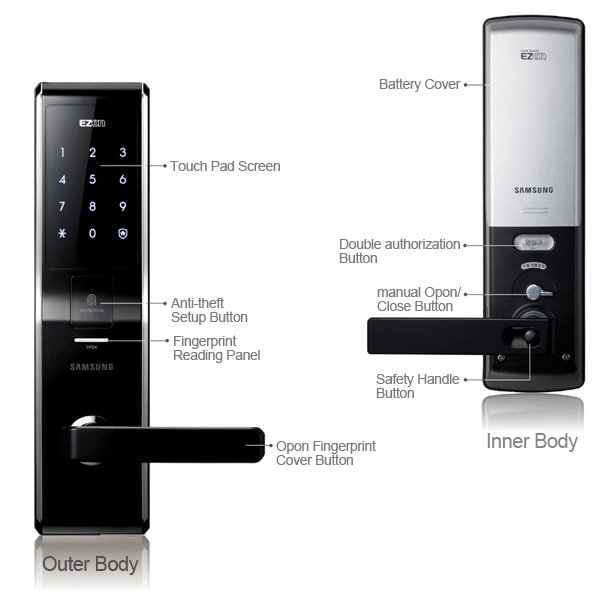 EZon
1 2 3
4 5 6
7 8 9
* 0
Touch Pad Screen
Anti-theft
Setup Button
OPEN
Fingerprint
Reading Panel
SAMSUNG
Opon Fingerprint
Cover Button
Outer Body
EZon
Battery Cover
SAMSUNG
Double authorization
Button
manual Opon/
Close Button
Safety Handle
Button
Inner Body